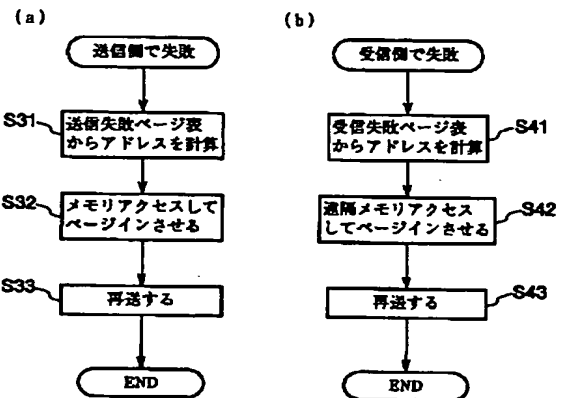 (a)
送信側で失敗
S31
送信失敗ページ表
からアドレスを計算
S32
メモリアクセスして
ページインさせる
S33
再送する
END
(b)
受信側で失敗
受信失敗ページ表
からアドレスを計算
S41
遠隔メモリアクセス
してページインさせる
S42
再送する
S43
END